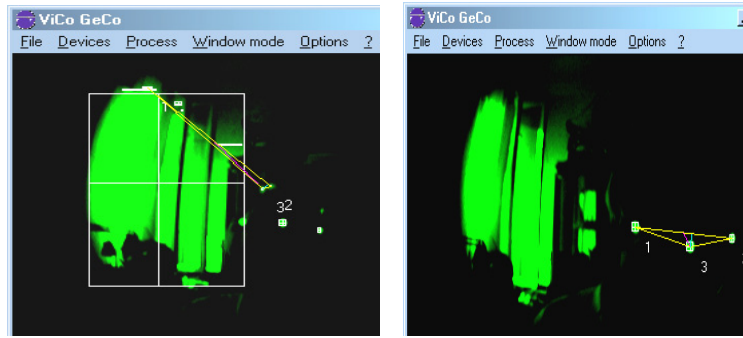 ViCo GeCo
File Devices Process Window mode Options ?
1
32
ViCo GeCo
File Devices Process Window mode Options ?
1
3